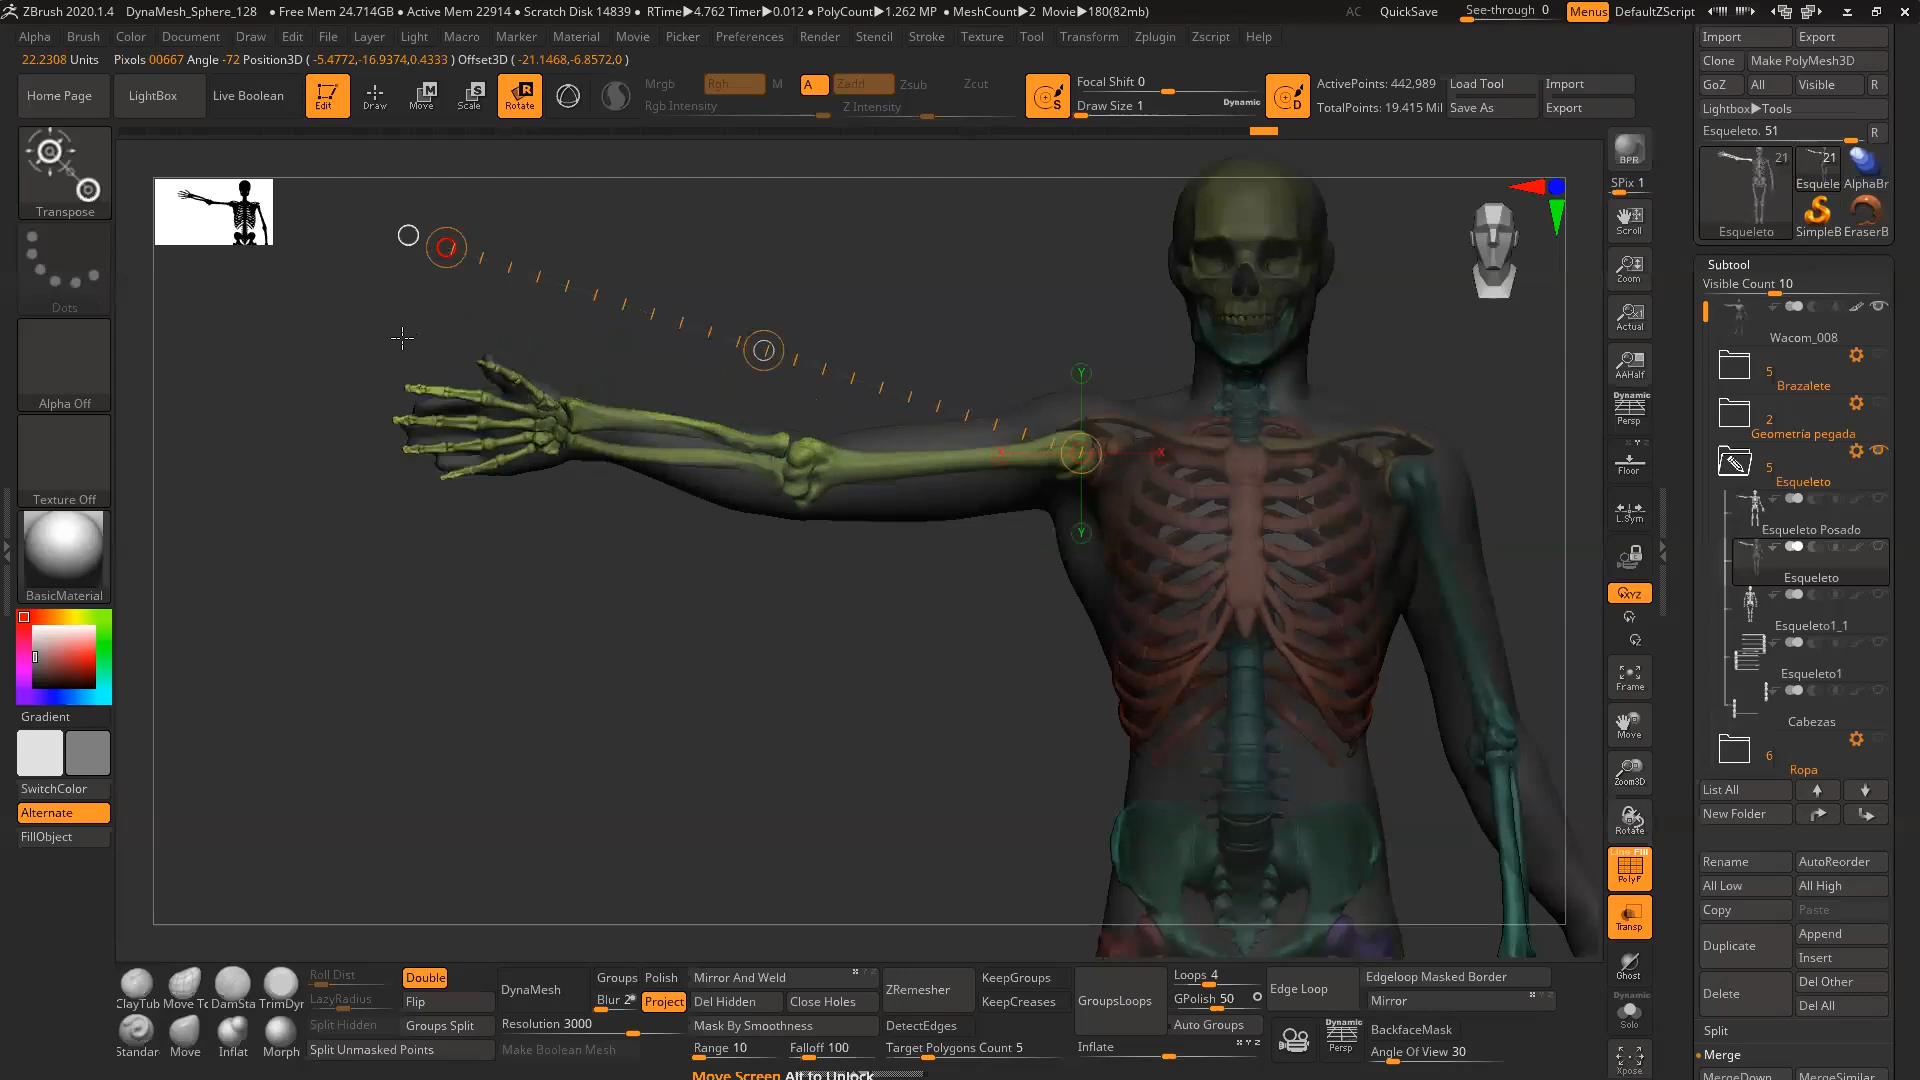 ZBrush 2020.1.4 DynaMesh_Sphere_128 • Free Mem 24.714GB • Active Mem 22914 • Scratch Disk 14839 • RTime▶4.762 Timer▶0.012 • PolyCount▶1.262 MP • MeshCount▶2 Movie▶180(82mb) AC QuickSave See-through 0 Menus DefaultZScript
Alpha Brush Color Document Draw Edit File Layer Light Macro Marker Material Movie Picker Preferences Render Stencil Stroke Texture Tool Transform Zplugin Zscript Help
22.2308 Units Pixols 00667 Angle -72 Position3D ( -5.4772,-16.9374,0.4333 ) Offset3D ( -21.1468,-6.8572,0 )
Home Page LightBox Live Boolean Edit Draw Move Scale Rotate
Mrgb Rgb M A Zadd Zsub Zcut
Rgb Intensity Z Intensity
Focal Shift 0
Draw Size 1 Dynamic
ActivePoints: 442,989 Load Tool Import
TotalPoints: 19.415 Mil Save As Export
Import Export
Clone Make PolyMesh3D
GoZ All Visible R
Lightbox▶Tools
Esqueleto. 51 R
21 21
Esquele AlphaBr
Esqueleto SimpleB EraserB
Subtool
Visible Count 10
Wacom_008
5
Brazalete
2
Geometría pegada
5
Esqueleto
Esqueleto Posado
Esqueleto
Esqueleto1_1
Esqueleto1
Cabezas
6
Ropa
List All
New Folder
Rename AutoReorder
All Low All High
Copy Paste
Duplicate Append
Insert
Delete Del Other
Del All
Split
Merge
MergeDown MergeSimilar
Transpose
Dots
Alpha Off
Texture Off
BasicMaterial
Gradient
SwitchColor
Alternate
FillObject
Y
X X
Y
BPR
SPix 1
Scroll
Zoom
Actual
AAHalf
Dynamic
Persp
Floor
L.Sym
XYZ
Frame
Move
Zoom3D
Rotate
Line Fill
PolyF
Transp
Ghost
Dynamic
Solo
Xpose
ClayTub Move Tc DamSta TrimDyr
Standar Move Inflat Morph
Roll Dist Double
LazyRadius Flip
Split Hidden Groups Split
Split Unmasked Points
DynaMesh Groups Polish
Blur 2 Project
Resolution 3000
Make Boolean Mesh
Mirror And Weld
Del Hidden Close Holes
Mask By Smoothness
Range 10 Falloff 100
ZRemesher KeepGroups
KeepCreases
DetectEdges
Target Polygons Count 5
GroupsLoops Loops 4
GPolish 50
Auto Groups
Inflate
Edge Loop Edgeloop Masked Border
Mirror
Dynamic
Persp
BackfaceMask
Angle Of View 30
Move Screen Alt to Unlock